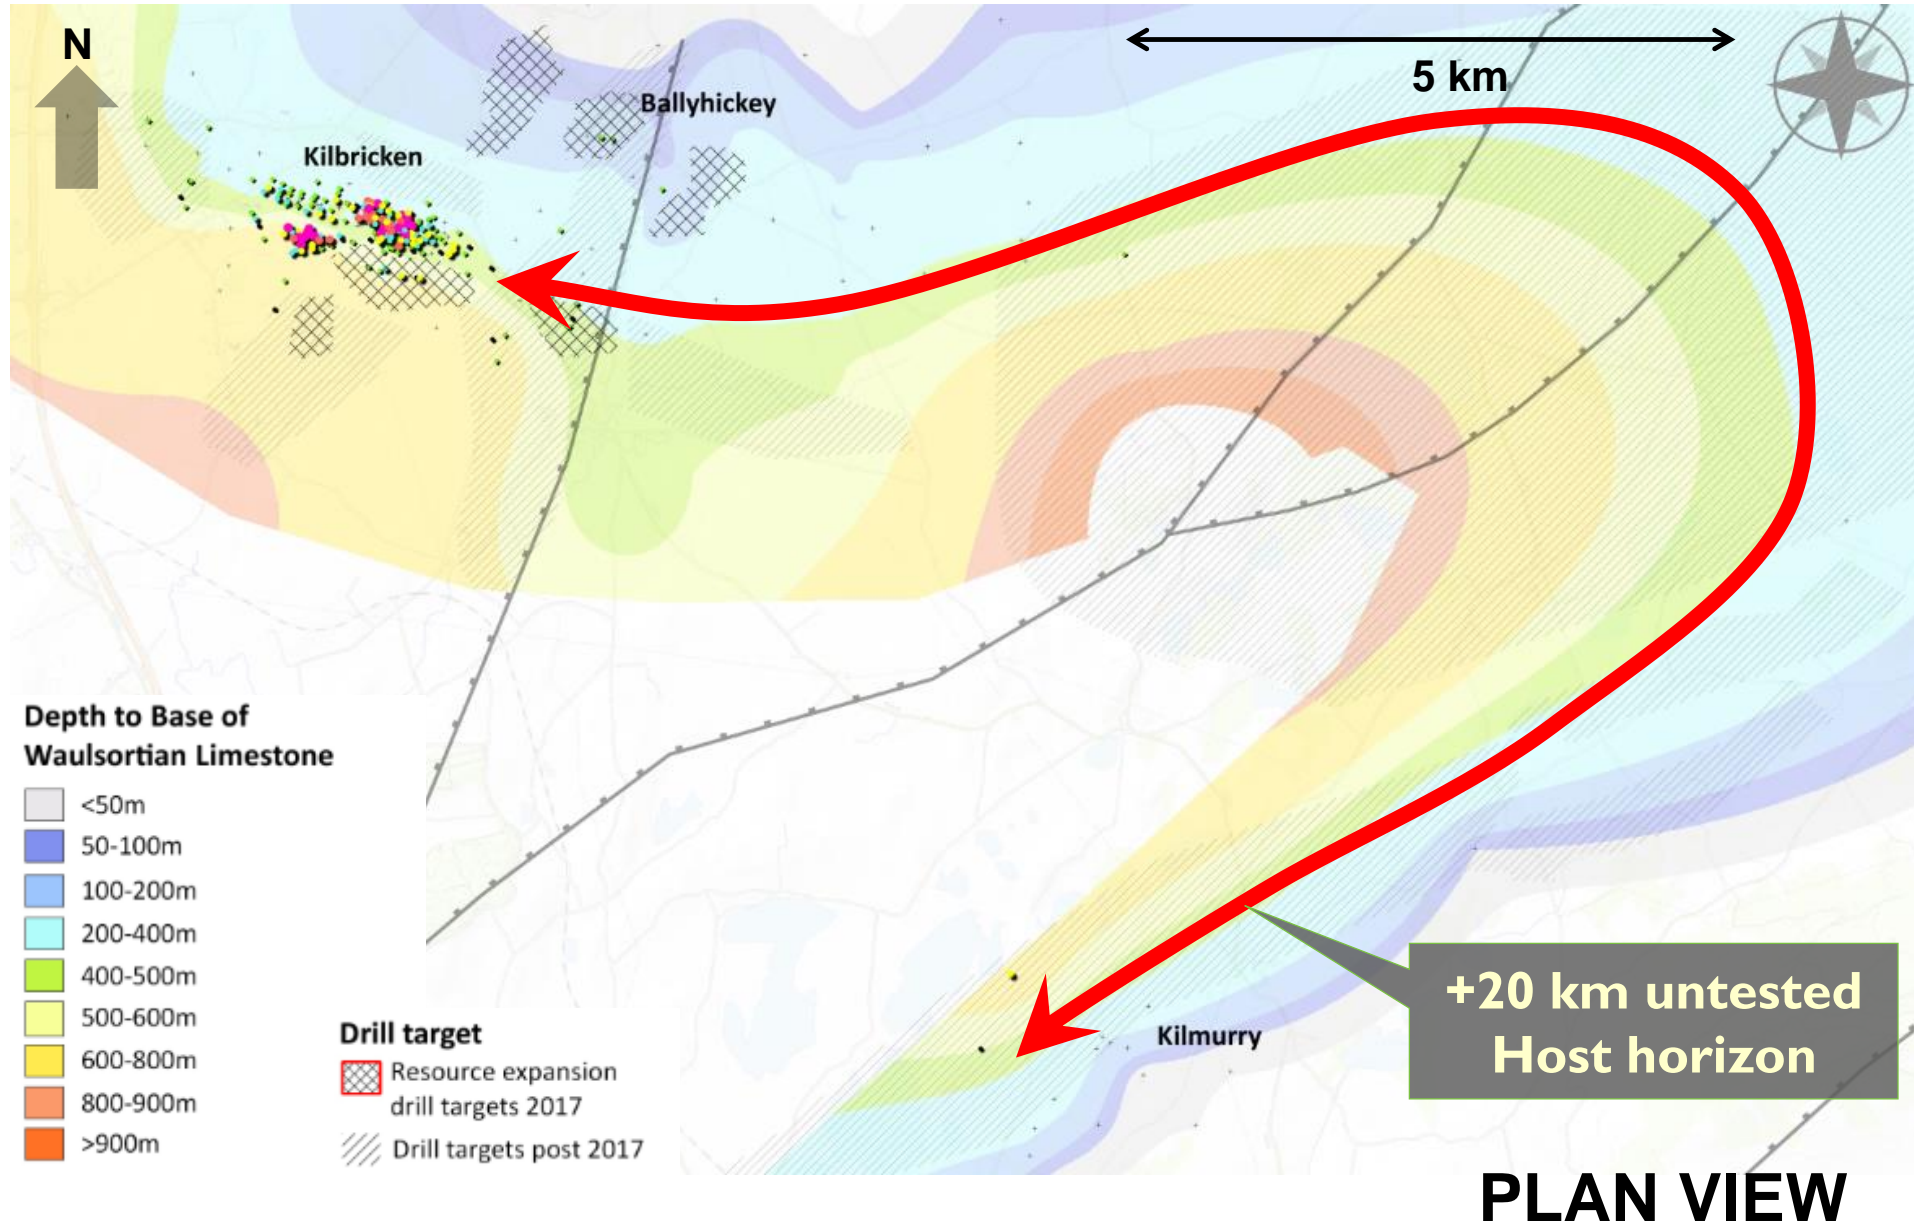 N
5 km
Ballyhickey
Kilbricken
Depth to Base of
Waulsortian Limestone
<50m
50-100m
100-200m
200-400m
400-500m
500-600m
600-800m
800-900m
>900m
Drill target
Resource expansion
drill targets 2017
Drill targets post 2017
Kilmurry
+20 km untested
Host horizon
PLAN VIEW